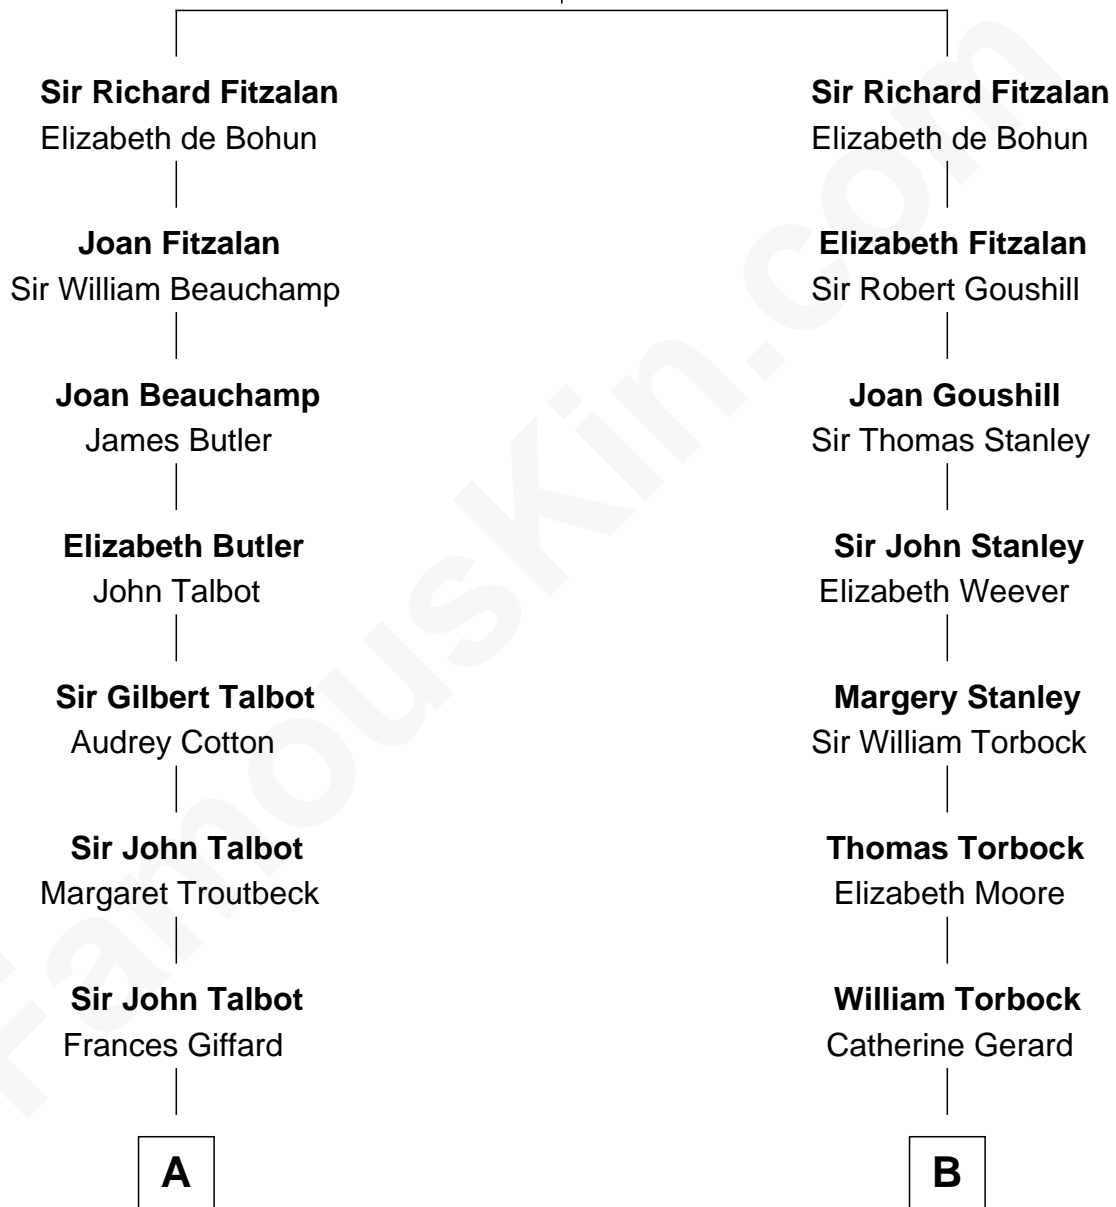 Sir Richard Fitzalan
Elizabeth de Bohun
Joan Fitzalan
Sir William Beauchamp
Joan Beauchamp
James Butler
Elizabeth Butler
John Talbot
Sir Gilbert Talbot
Audrey Cotton
Sir John Talbot
Margaret Troutbeck
Sir John Talbot
Frances Giffard
A
Sir Richard Fitzalan
Elizabeth de Bohun
Elizabeth Fitzalan
Sir Robert Goushill
Joan Goushill
Sir Thomas Stanley
Sir John Stanley
Elizabeth Weever
Margery Stanley
Sir William Torbock
Thomas Torbock
Elizabeth Moore
William Torbock
Catherine Gerard
B
FamousKin.com